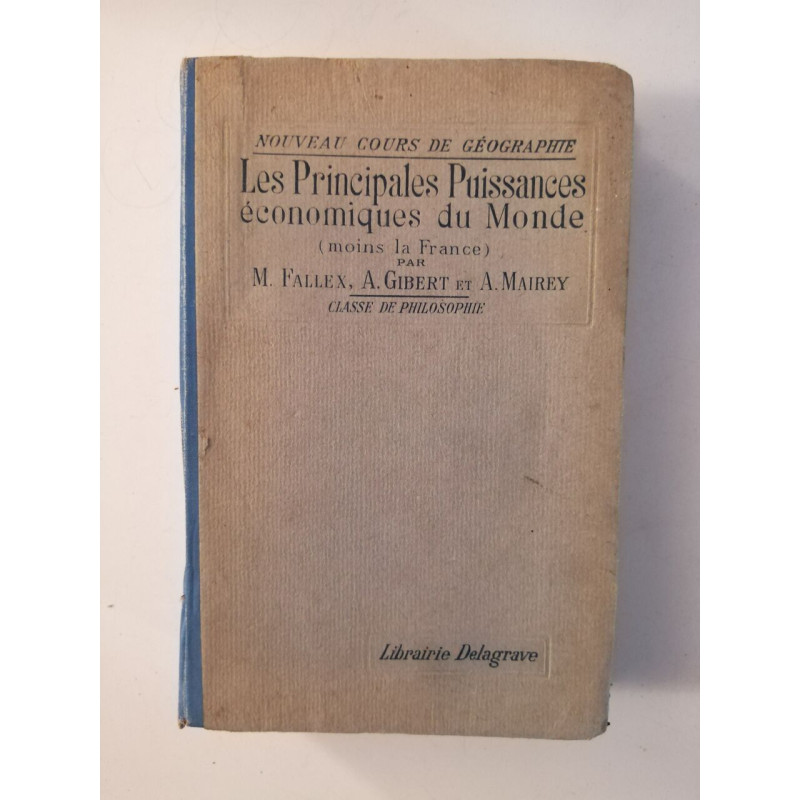 NOUVEAU COURS DE GÉOGRAPHIE
Les Principales Puissances
économiques du Monde
(moins la France)
PAR
M. FALLEX, A. GIBERT ET A. MAIREY
CLASSE DE PHILOSOPHIE
Librairie Delagrave